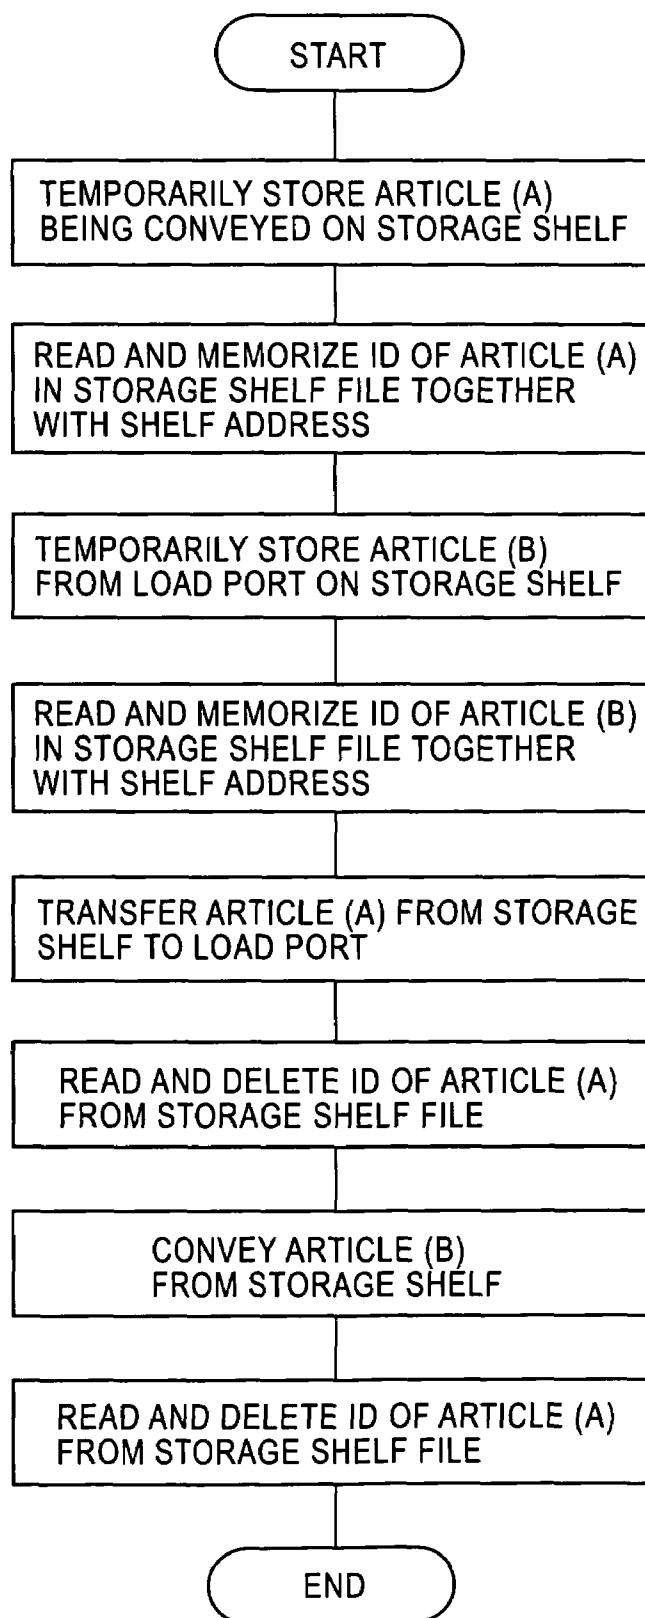 START
TEMPORARILY STORE ARTICLE (A)
BEING CONVEYED ON STORAGE SHELF
READ AND MEMORIZE ID OF ARTICLE (A)
IN STORAGE SHELF FILE TOGETHER
WITH SHELF ADDRESS
TEMPORARILY STORE ARTICLE (B)
FROM LOAD PORT ON STORAGE SHELF
READ AND MEMORIZE ID OF ARTICLE (B)
IN STORAGE SHELF FILE TOGETHER
WITH SHELF ADDRESS
TRANSFER ARTICLE (A) FROM STORAGE
SHELF TO LOAD PORT
READ AND DELETE ID OF ARTICLE (A)
FROM STORAGE SHELF FILE
CONVEY ARTICLE (B)
FROM STORAGE SHELF
READ AND DELETE ID OF ARTICLE (A)
FROM STORAGE SHELF FILE
END